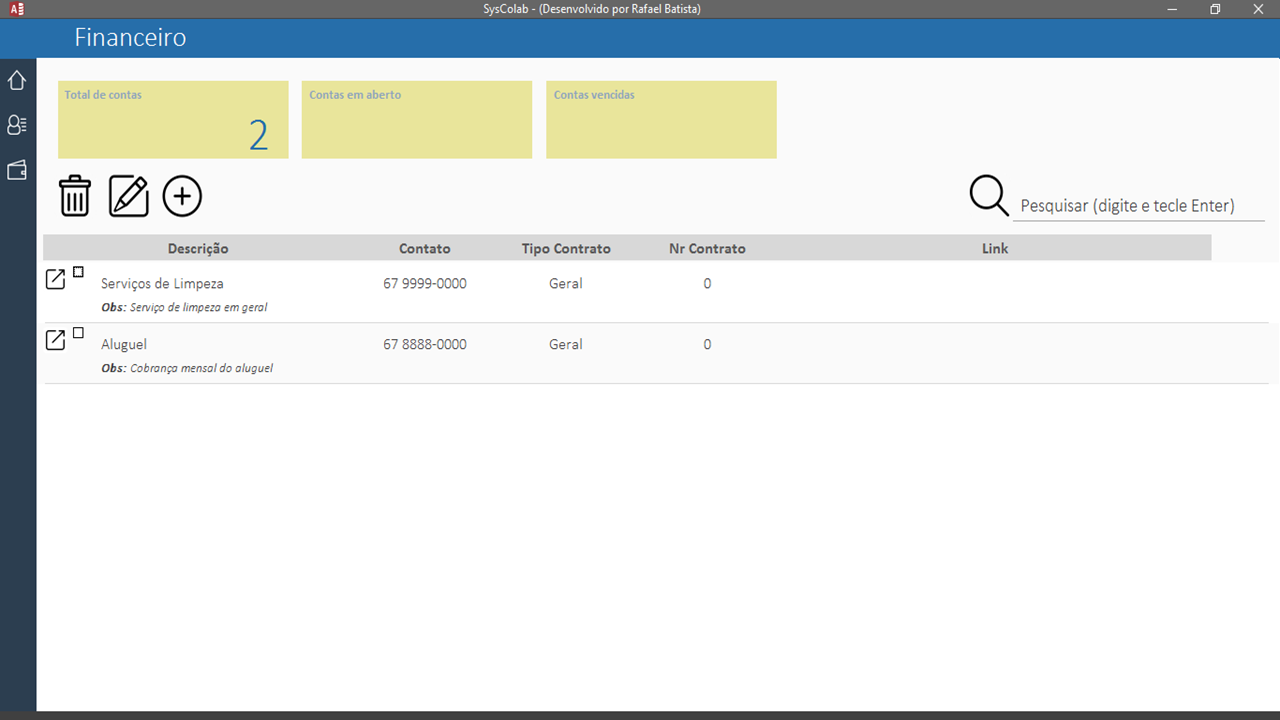 SysColab - (Desenvolvido por Rafael Batista)
Financeiro
Total de contas
Contas em aberto
Contas vencidas
2
Pesquisar (digite e tecle Enter)
Descrição Contato Tipo Contrato Nr Contrato Link
Serviços de Limpeza 67 9999-0000 Geral 0
Obs: Serviço de limpeza em geral
Aluguel 67 8888-0000 Geral 0
Obs: Cobrança mensal do aluguel